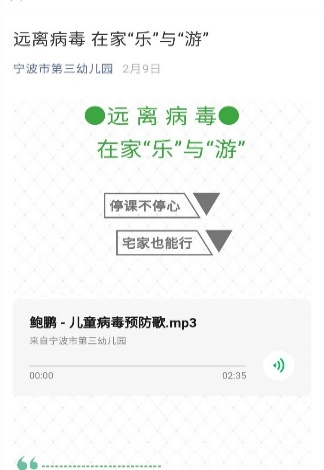 远离病毒 在家“乐”与“游”
宁波市第三幼儿园 2月9日
远离病毒
在家“乐”与“游”
停课不停心
宅家也能行
鲍鹏 - 儿童病毒预防歌.mp3
来自宁波市第三幼儿园
00:00 02:35